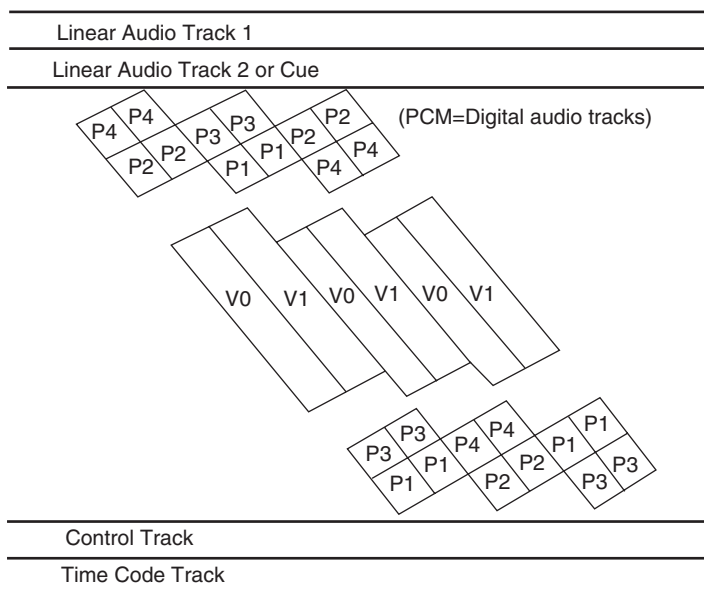 Linear Audio Track 1
Linear Audio Track 2 or Cue
(PCM=Digital audio tracks)
P4 P4 P3 P3 P2 P2
P2 P2 P1 P1 P4 P4
V0 V1 V0 V1 V0 V1
P3 P3 P4 P4 P1 P1
P1 P1 P2 P2 P3 P3
Control Track
Time Code Track